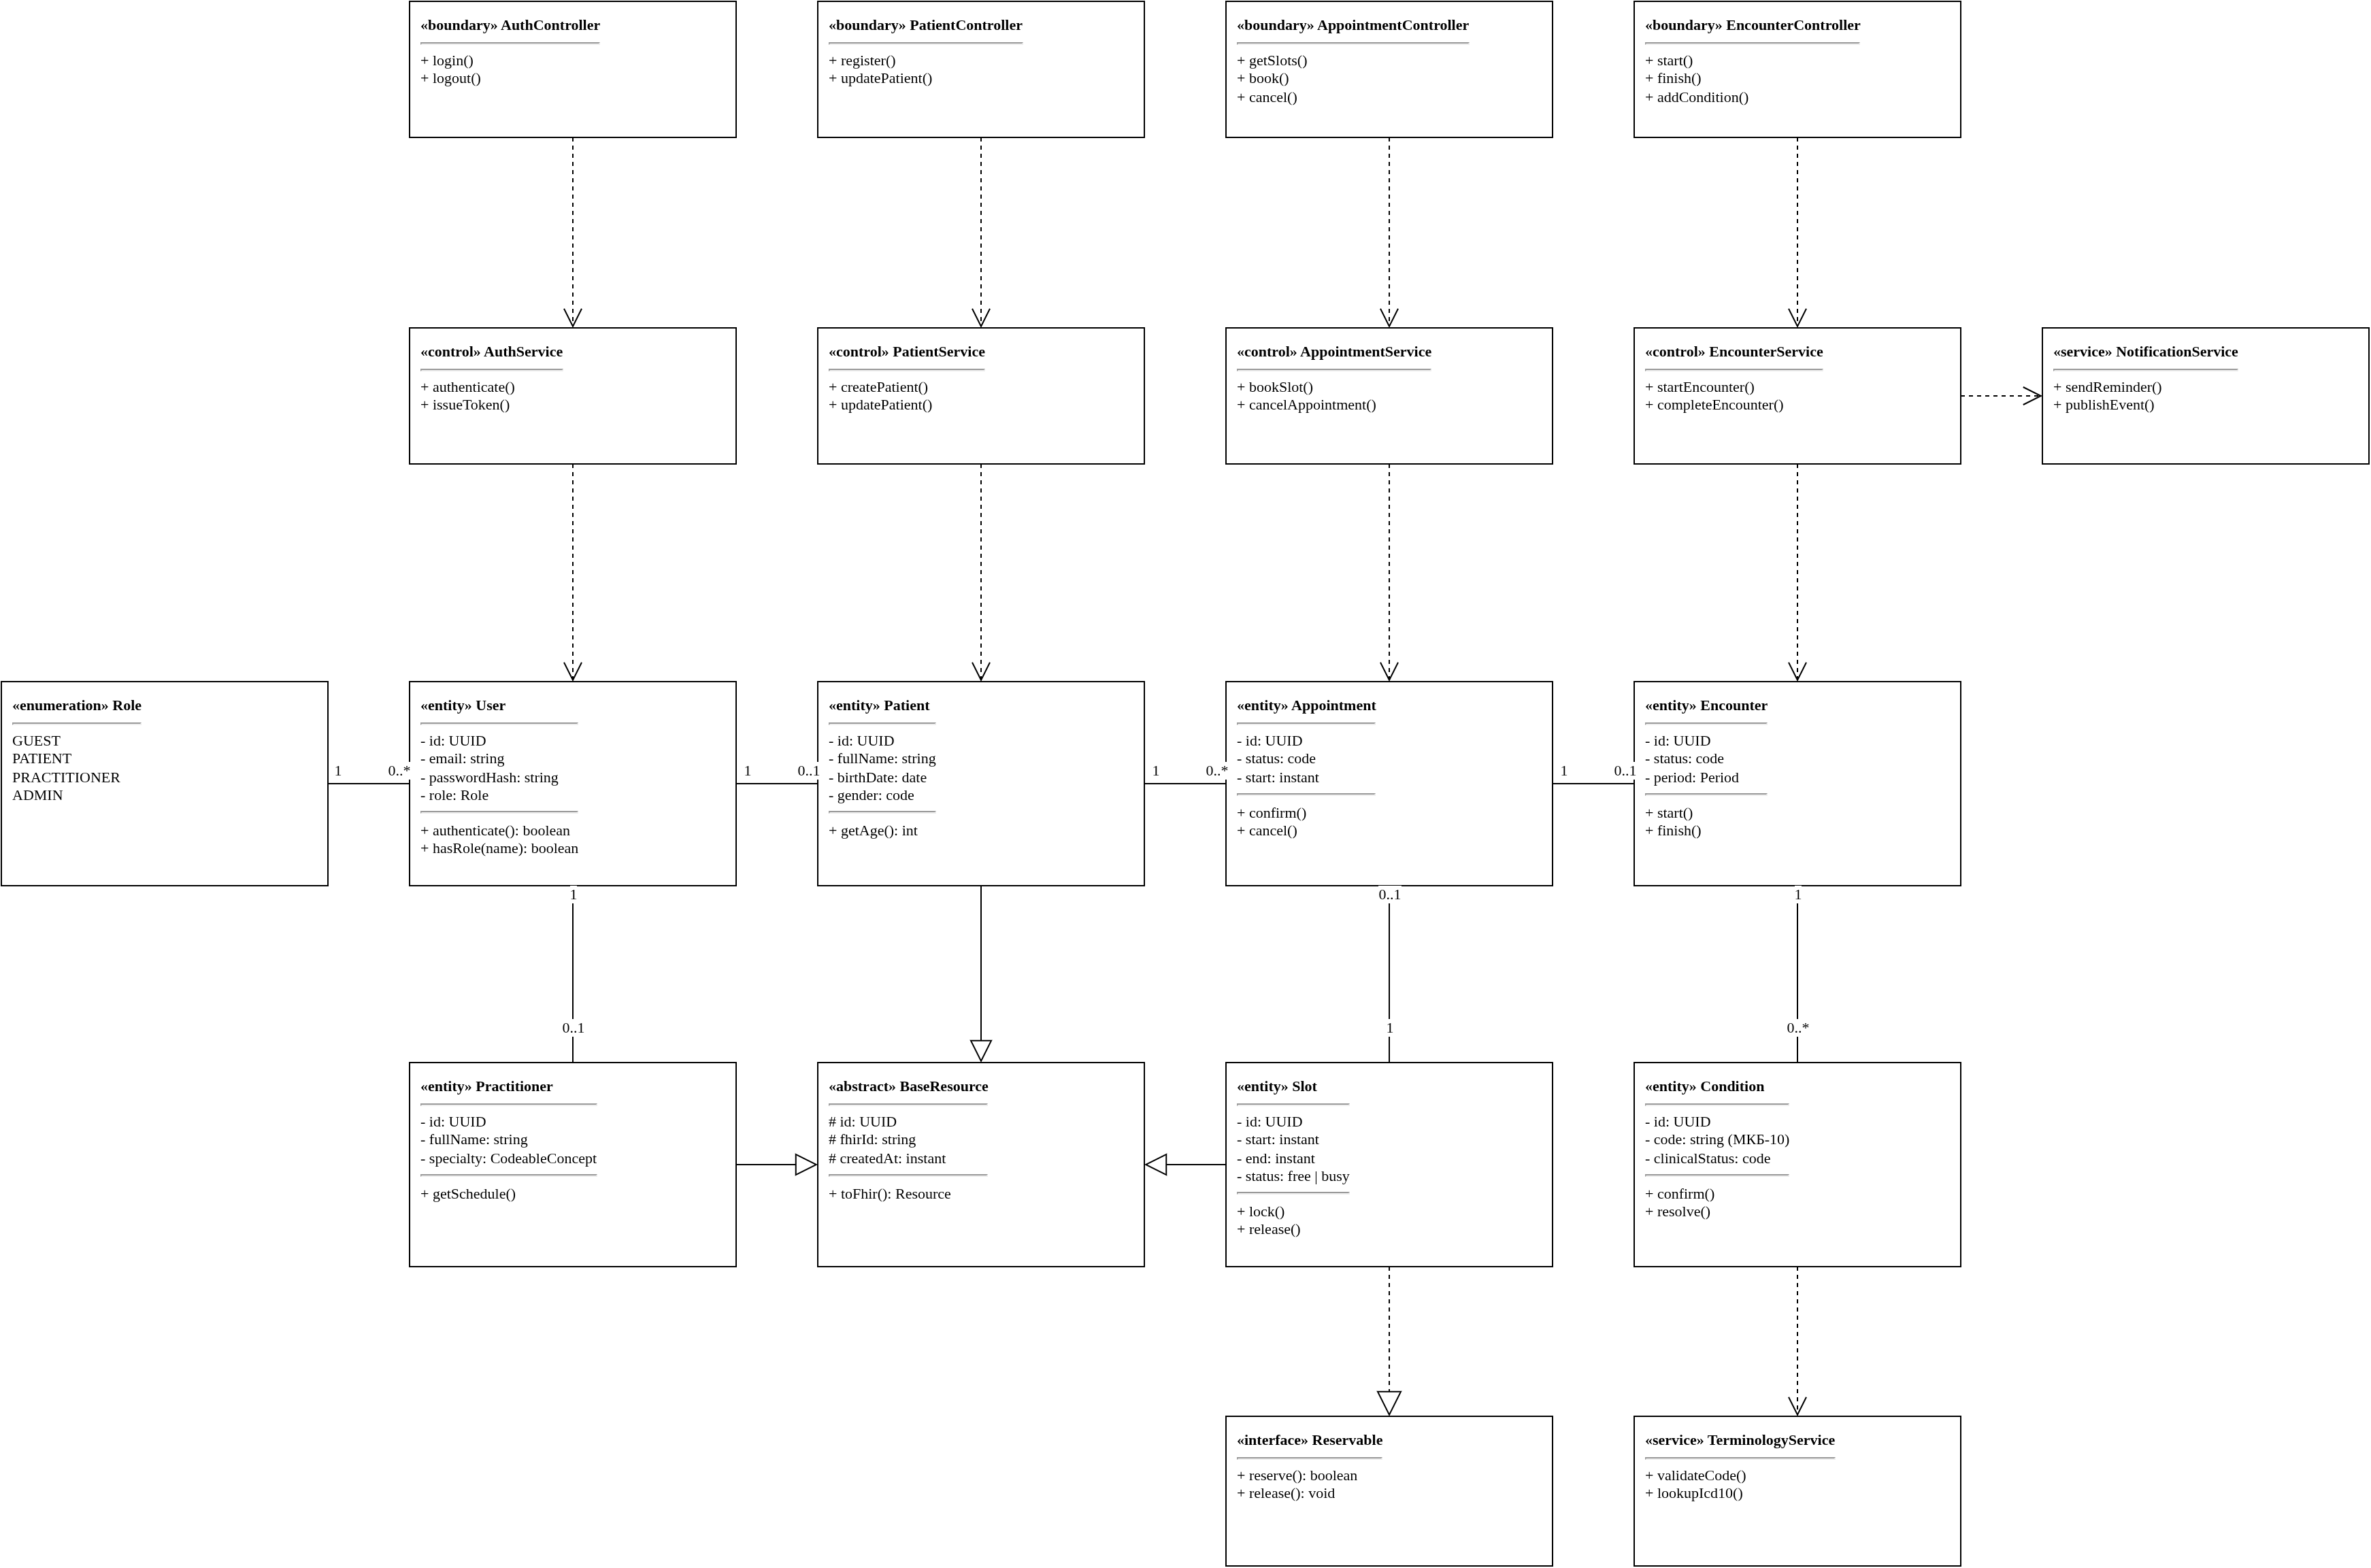 «boundary» AuthController
+ login()
+ logout()
«boundary» PatientController
+ register()
+ updatePatient()
«boundary» AppointmentController
+ getSlots()
+ book()
+ cancel()
«boundary» EncounterController
+ start()
+ finish()
+ addCondition()
«control» AuthService
+ authenticate()
+ issueToken()
«control» PatientService
+ createPatient()
+ updatePatient()
«control» AppointmentService
+ bookSlot()
+ cancelAppointment()
«control» EncounterService
+ startEncounter()
+ completeEncounter()
«service» NotificationService
+ sendReminder()
+ publishEvent()
«enumeration» Role
GUEST
PATIENT
PRACTITIONER
ADMIN
1
0..*
«entity» User
- id: UUID
- email: string
- passwordHash: string
- role: Role
+ authenticate(): boolean
+ hasRole(name): boolean
1
0..1
«entity» Patient
- id: UUID
- fullName: string
- birthDate: date
- gender: code
+ getAge(): int
1
0..*
«entity» Appointment
- id: UUID
- status: code
- start: instant
+ confirm()
+ cancel()
1
0..1
«entity» Encounter
- id: UUID
- status: code
- period: Period
+ start()
+ finish()
1
0..1
0..1
1
1
0..*
«entity» Practitioner
- id: UUID
- fullName: string
- specialty: CodeableConcept
+ getSchedule()
«abstract» BaseResource
# id: UUID
# fhirId: string
# createdAt: instant
+ toFhir(): Resource
«entity» Slot
- id: UUID
- start: instant
- end: instant
- status: free | busy
+ lock()
+ release()
«entity» Condition
- id: UUID
- code: string (МКБ-10)
- clinicalStatus: code
+ confirm()
+ resolve()
«interface» Reservable
+ reserve(): boolean
+ release(): void
«service» TerminologyService
+ validateCode()
+ lookupIcd10()